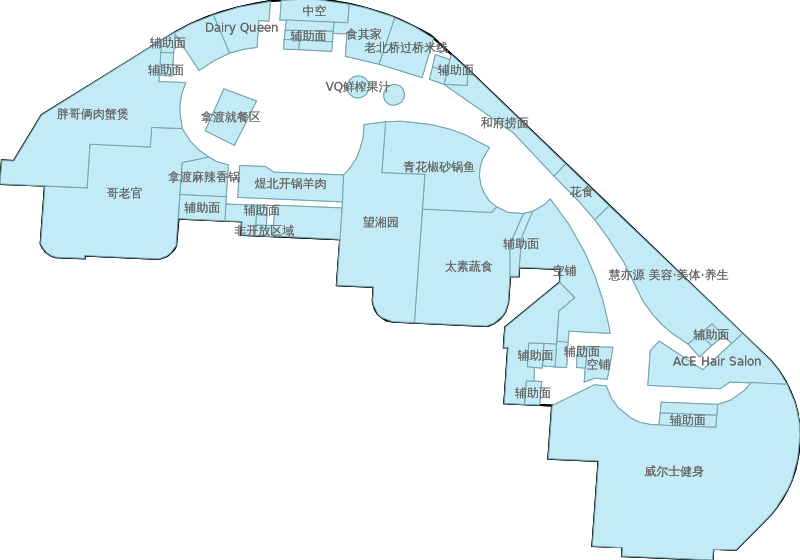 中空
Dairy Queen
辅助面
食其家
辅助面
老北桥过桥米线
辅助面
辅助面
VQ鲜榨果汁
胖哥俩肉蟹煲
拿渡就餐区
和府捞面
青花椒砂锅鱼
拿渡麻辣香锅
煜北开锅羊肉
哥老官
花食
辅助面
辅助面
望湘园
非开放区域
辅助面
太素蔬食
空铺
慧亦源 美容·美体·养生
辅助面
辅助面
辅助面
空铺
ACE Hair Salon
辅助面
辅助面
威尔士健身